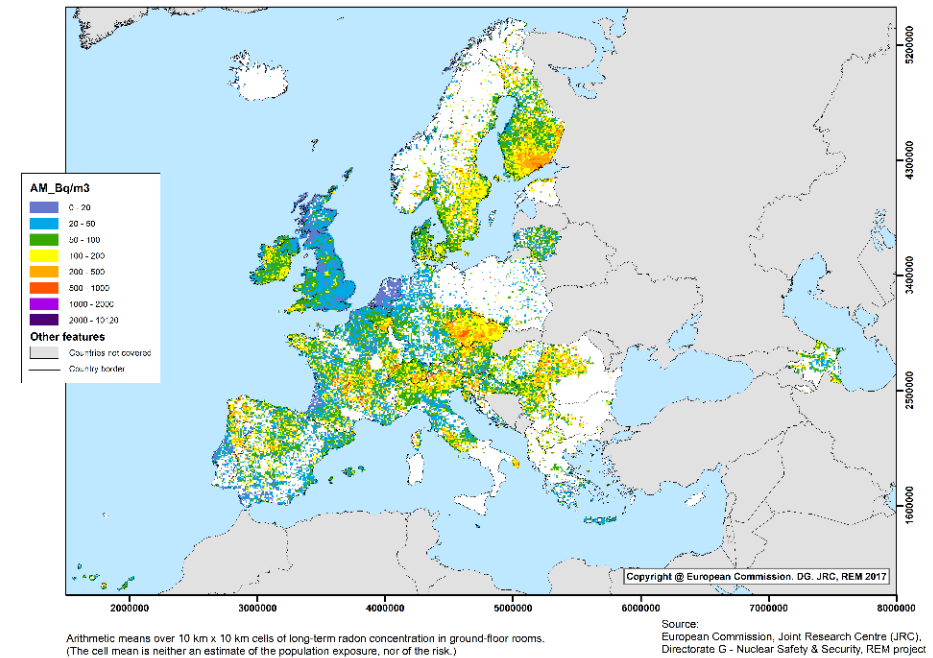 AM_Bq/m3
0 - 20
20 - 50
50 - 100
100 - 200
200 - 500
500 - 1000
1000 - 2000
2000 - 10120
Other features
Countries not covered
Country border
5200000
4300000
3400000
2500000
1600000
Copyright @ European Commission. DG. JRC, REM 2017
2000000 3000000 4000000 5000000 6000000 7000000 8000000
Arithmetic means over 10 km x 10 km cells of long-term radon concentration in ground-floor rooms.
(The cell mean is neither an estimate of the population exposure, nor of the risk.)
Source:
European Commission, Joint Research Centre (JRC),
Directorate G - Nuclear Safety & Security, REM project